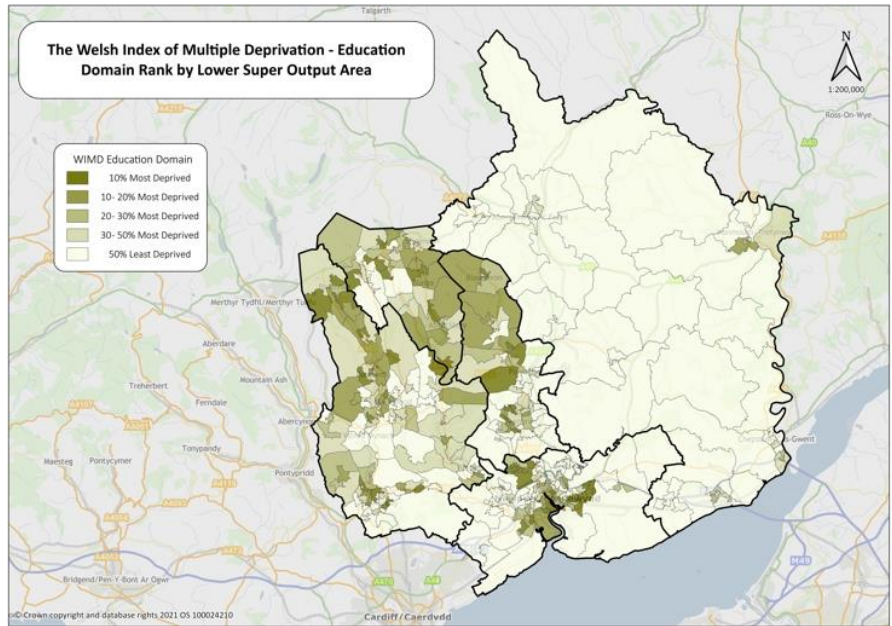 Talgarth
The Welsh Index of Multiple Deprivation - Education
Domain Rank by Lower Super Output Area
N
1:200,000
Ross-On-Wye
WIMD Education Domain
10% Most Deprived
10- 20% Most Deprived
20- 30% Most Deprived
30- 50% Most Deprived
50% Least Deprived
Merthyr Tydfil/Merthyr
Aberdare
Mountain Ash
Treherbert
Ferndale
Maesteg
Pontycymer
Tonypandy
Pontypridd
Bridgend/Pen-Y-Bont Ar Ogwr
M 49
A48
© Crown copyright and database rights 2021 OS 100024210
Cardiff/Caerdydd